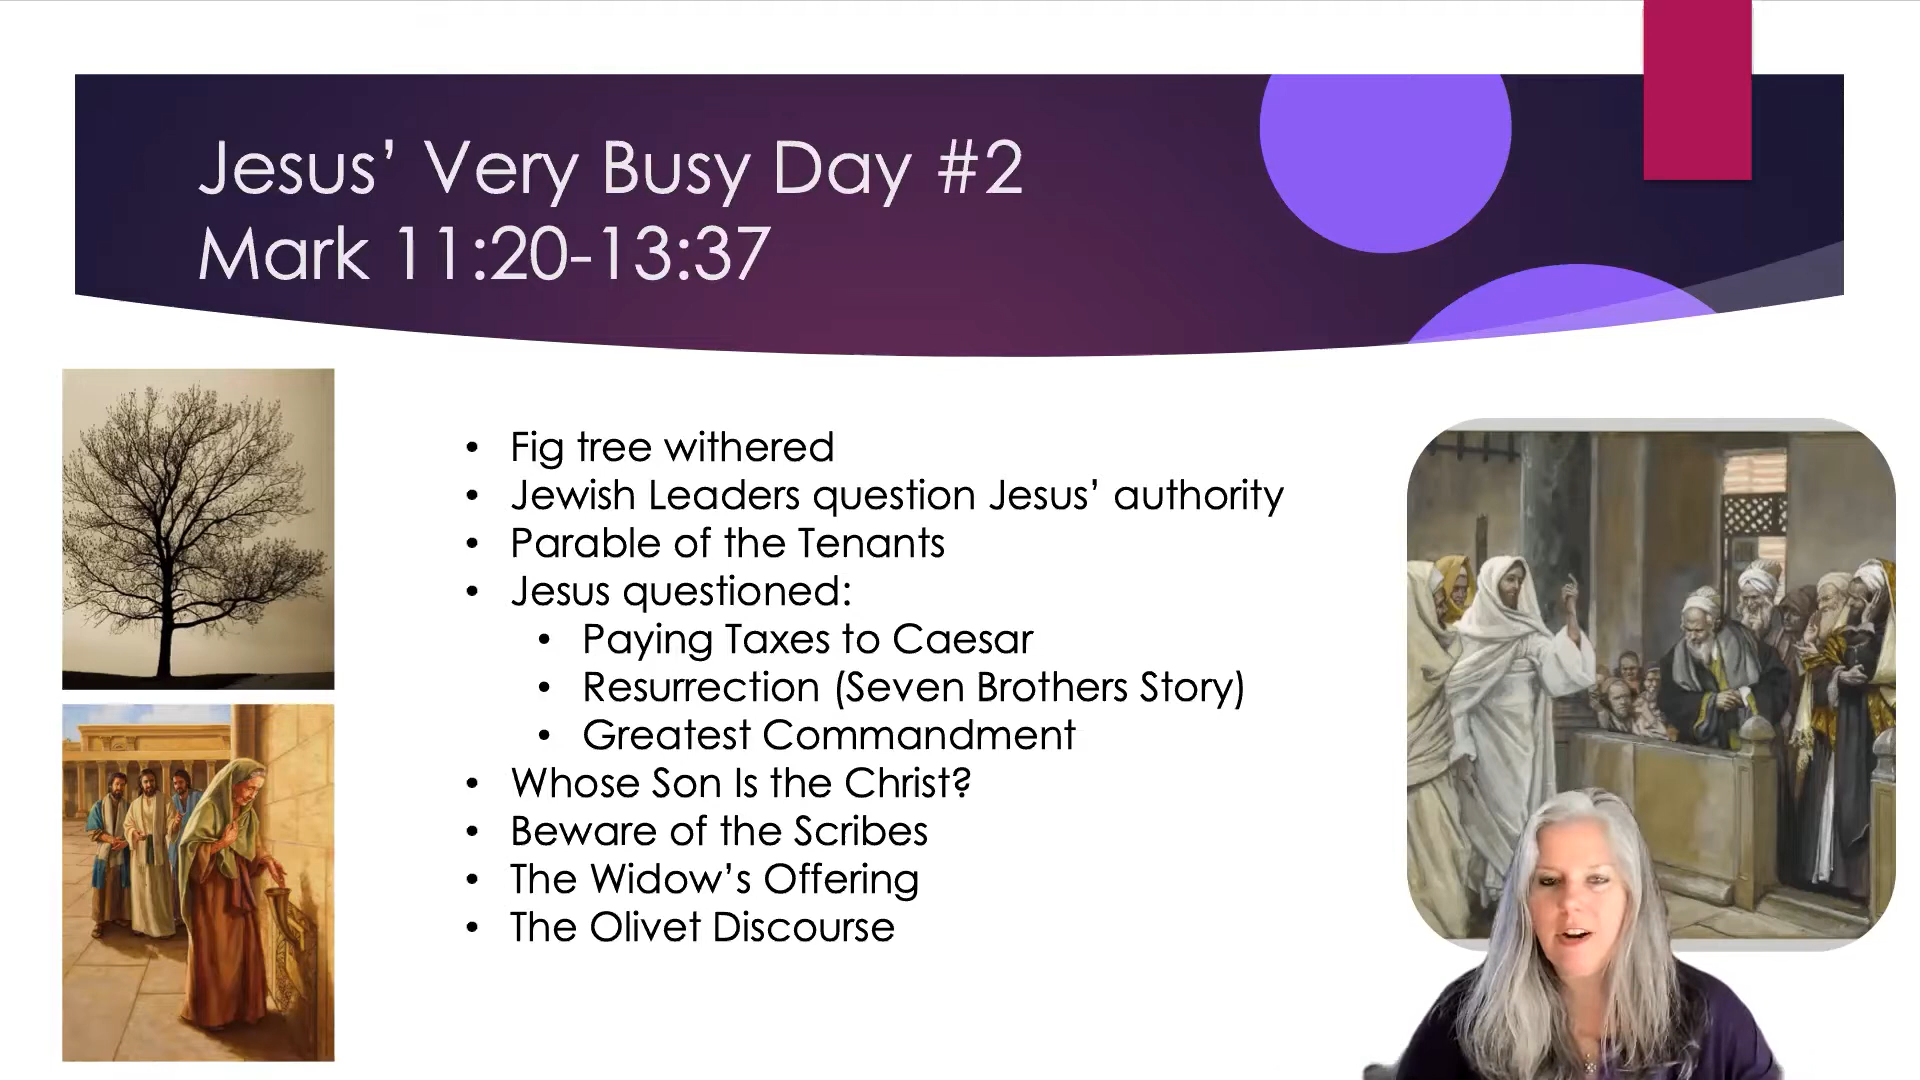 Jesus’ Very Busy Day #2
Mark 11:20-13:37
• Fig tree withered
• Jewish Leaders question Jesus’ authority
• Parable of the Tenants
• Jesus questioned:
• Paying Taxes to Caesar
• Resurrection (Seven Brothers Story)
• Greatest Commandment
• Whose Son Is the Christ?
• Beware of the Scribes
• The Widow’s Offering
• The Olivet Discourse